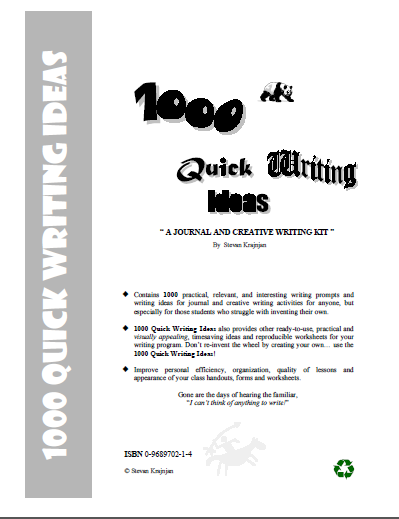 1000 QUICK WRITING IDEAS
1000
Quick Writing
Ideas
“ A JOURNAL AND CREATIVE WRITING KIT ”
By Stevan Krajnjan
♦ Contains 1000 practical, relevant, and interesting writing prompts and
writing ideas for journal and creative writing activities for anyone, but
especially for those students who struggle with inventing their own.
♦ 1000 Quick Writing Ideas also provides other ready-to-use, practical and
visually appealing, timesaving ideas and reproducible worksheets for your
writing program. Don’t re-invent the wheel by creating your own… use the
1000 Quick Writing Ideas!
♦ Improve personal efficiency, organization, quality of lessons and
appearance of your class handouts, forms and worksheets.
Gone are the days of hearing the familiar,
“I can’t think of anything to write!”
ISBN 0-9689702-1-4
© Stevan Krajnjan